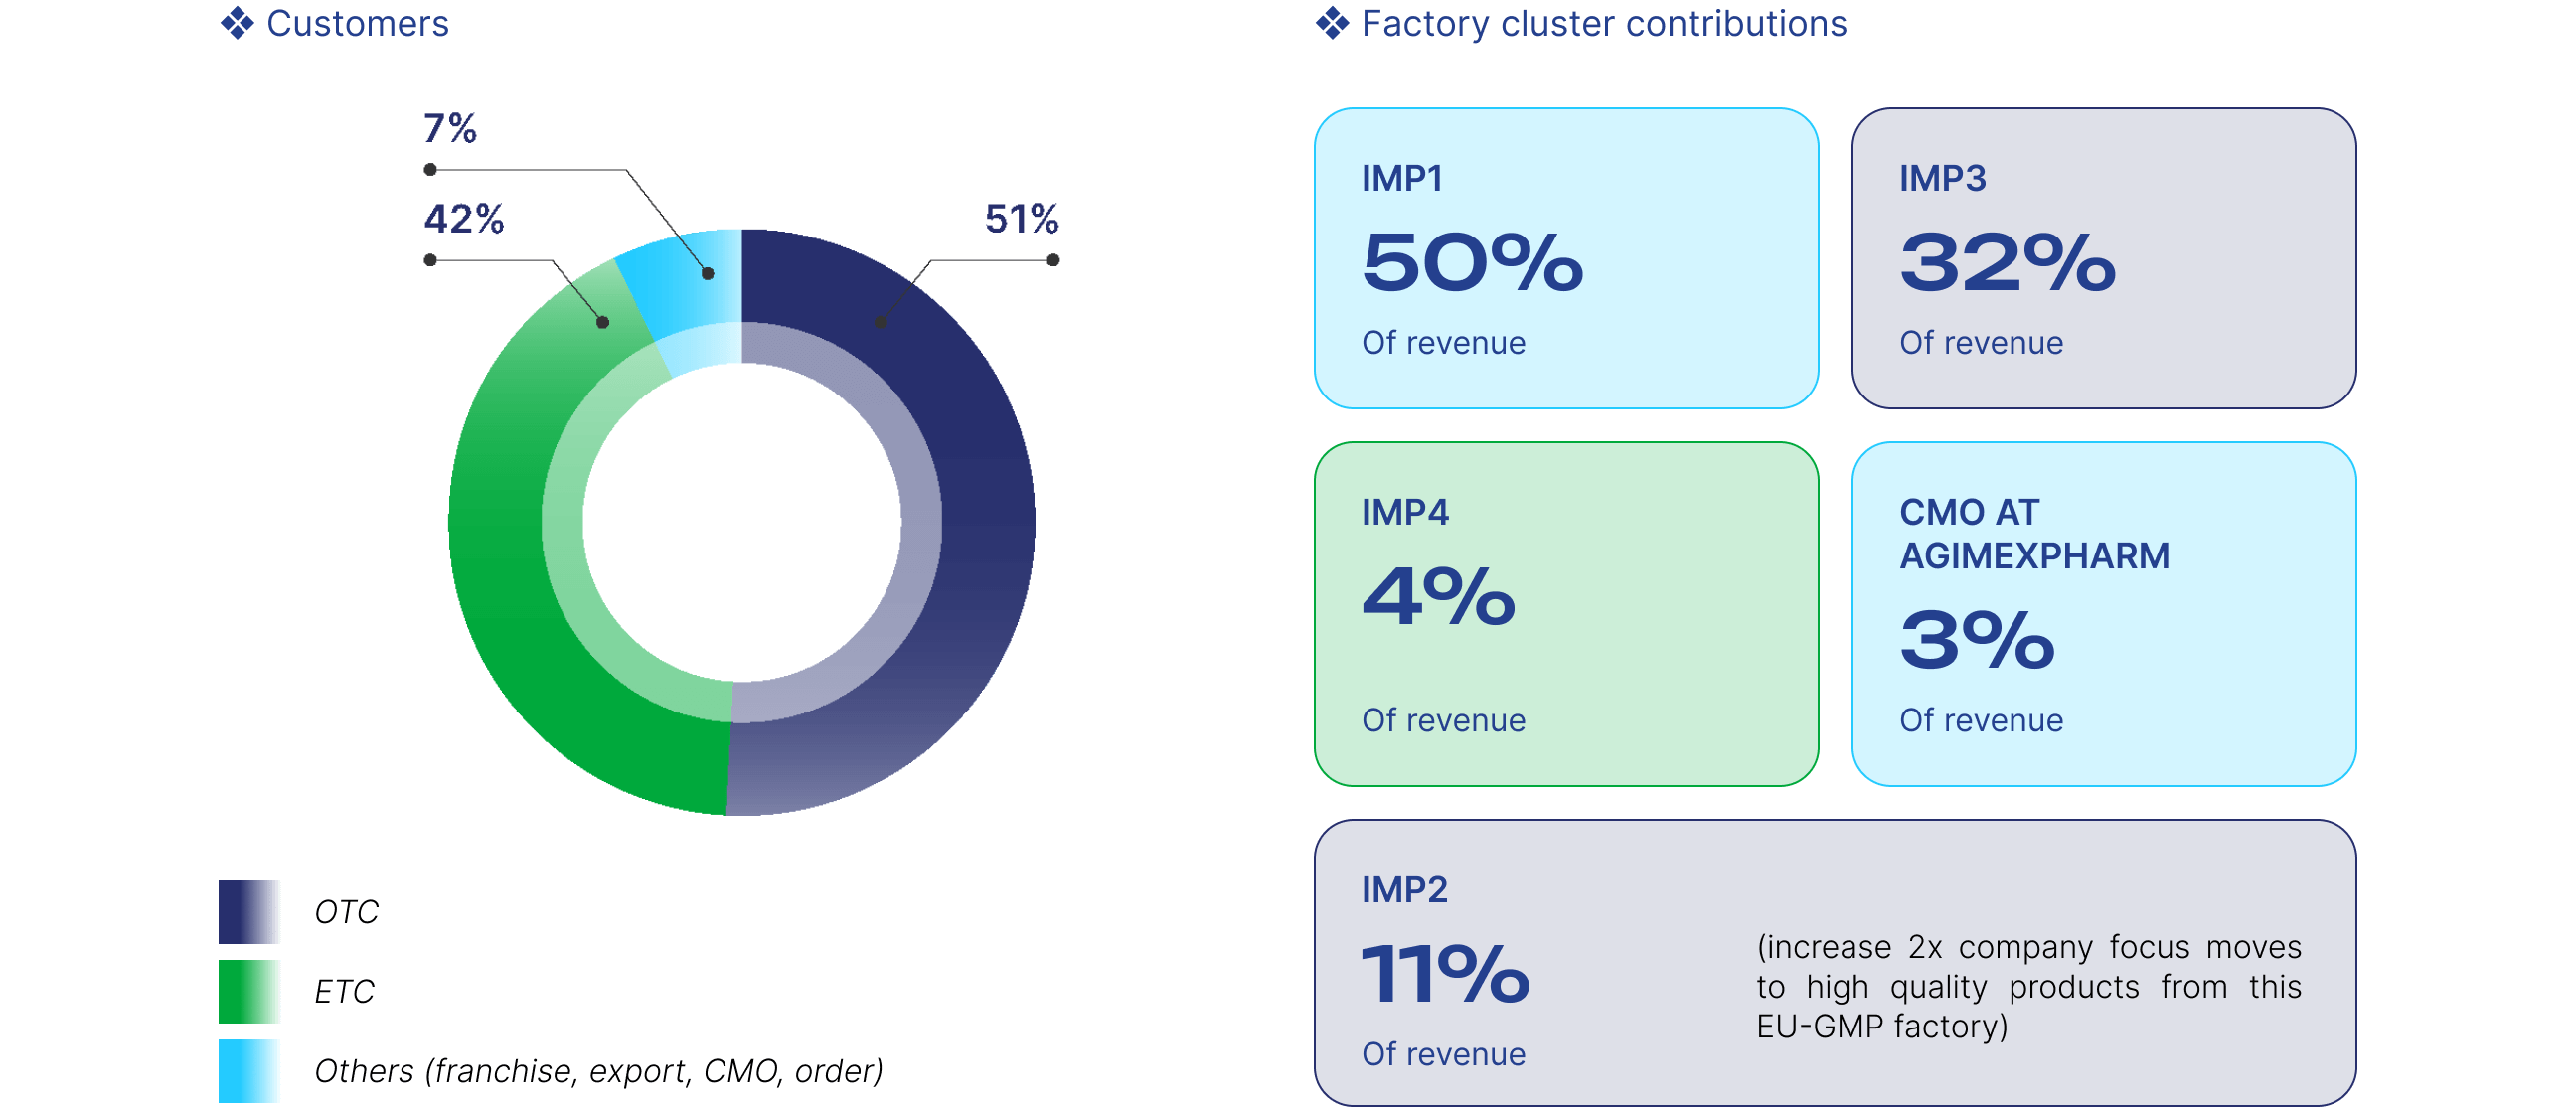 Customers
7%
42%
51%
OTC
ETC
Others (franchise, export, CMO, order)
Factory cluster contributions
IMP1
50%
Of revenue
IMP3
32%
Of revenue
IMP4
4%
Of revenue
CMO AT
AGIMEXPHARM
3%
Of revenue
IMP2
11%
Of revenue
(increase 2x company focus moves
to high quality products from this
EU-GMP factory)